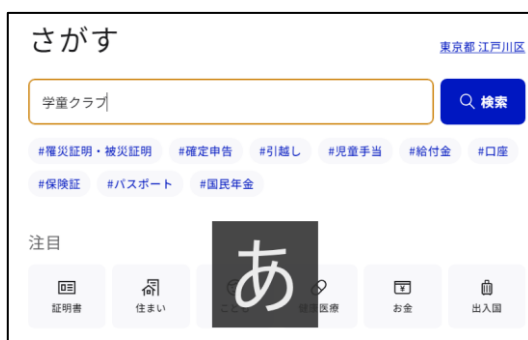 さがす
東京都 江戸川区
学童クラブ
検索
#罹災証明・被災証明 #確定申告 #引越し #児童手当 #給付金 #口座
#保険証 #パスポート #国民年金
注目
あ
証明書 住まい こども 健康医療 お金 出入国